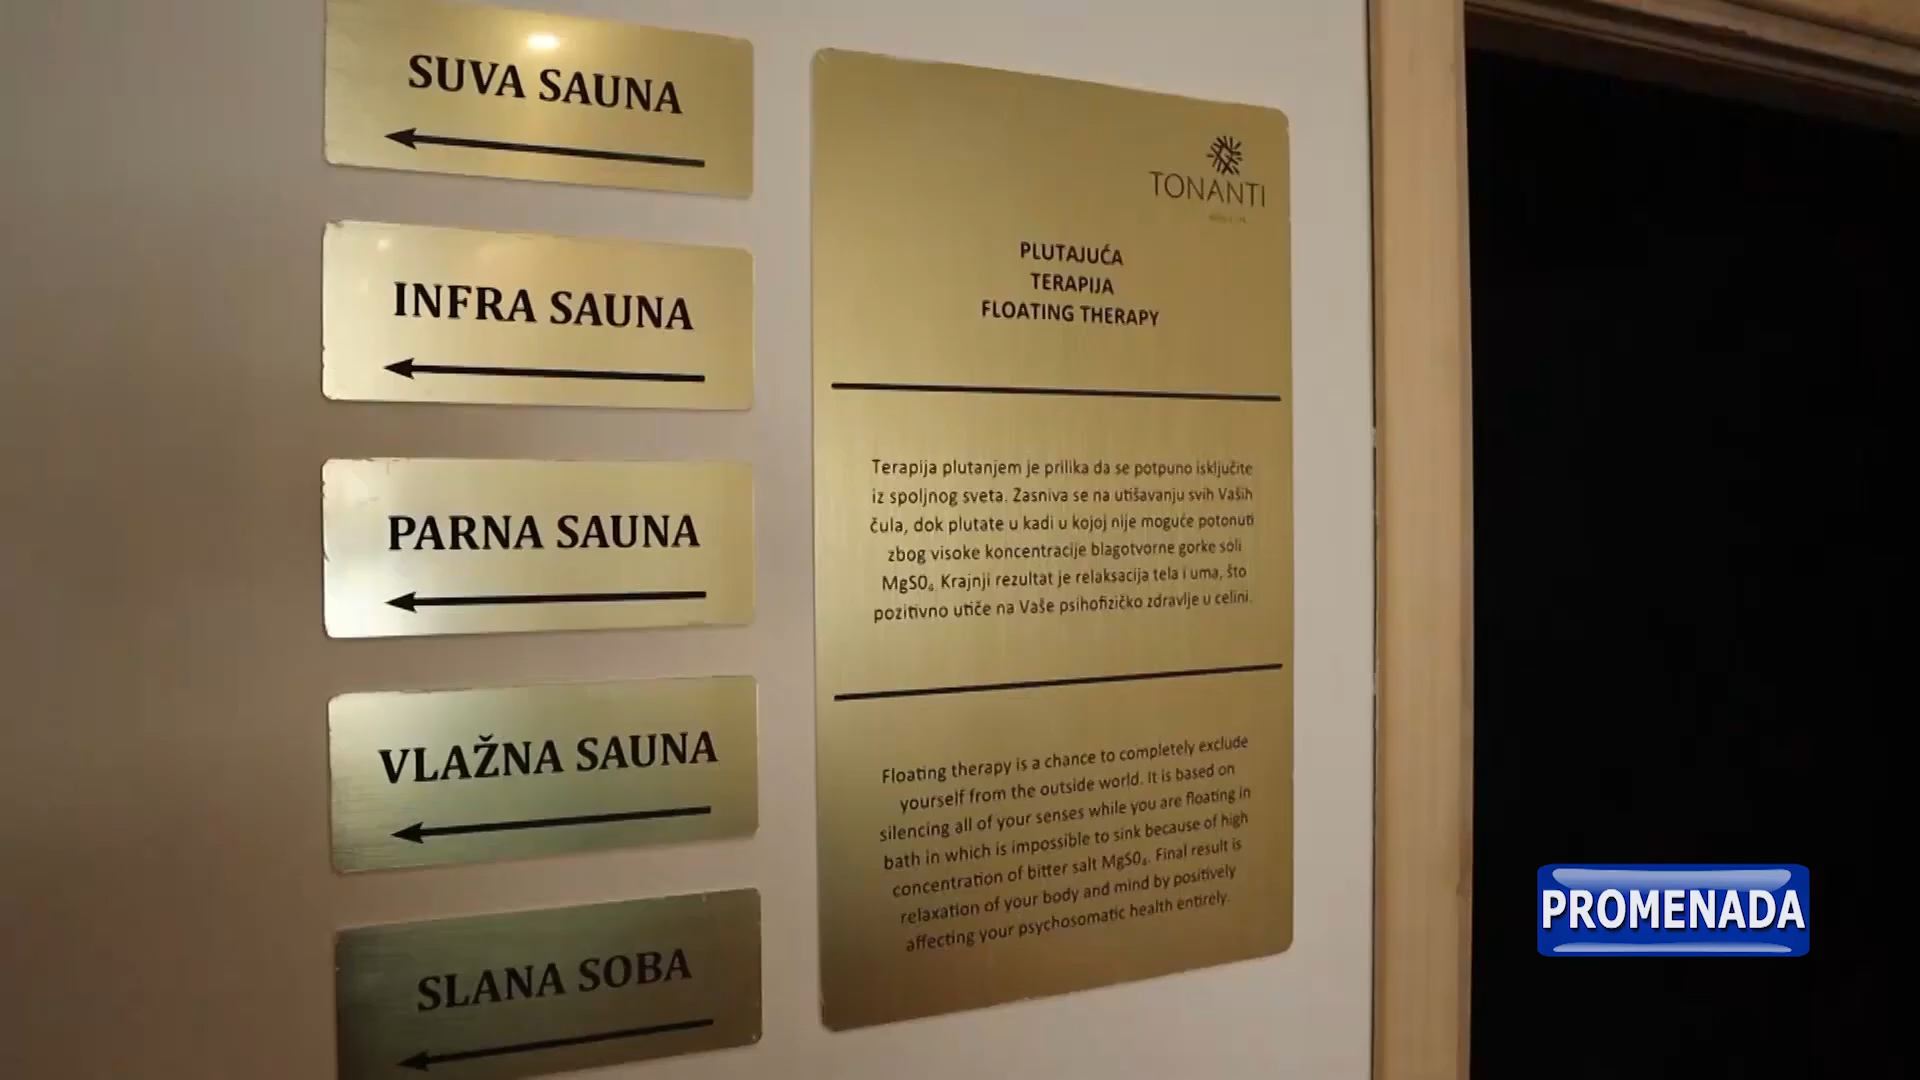 SUVA SAUNA
INFRA SAUNA
PARNA SAUNA
VLAŽNA SAUNA
SLANA SOBA
TONANTI
PLUTAJUĆA
TERAPIJA
FLOATING THERAPY
Terapija plutanjem je prilika da se potpuno isključite
iz spoljnog sveta. Zasniva se na utišavanju svih Vaših
čula, dok plutate u kadi u kojoj nije moguće potonuti
zbog visoke koncentracije blagotvorne gorke soli
MgSO₄. Krajnji rezultat je relaksacija tela i uma, što
pozitivno utiče na Vaše psihofizičko zdravlje u celini.
Floating therapy is a chance to completely exclude
yourself from the outside world. It is based on
silencing all of your senses while you are floating in
bath in which is impossible to sink because of high
concentration of bitter salt MgSO₄. Final result is
relaxation of your body and mind by positively
affecting your psychosomatic health entirely.
PROMENADA